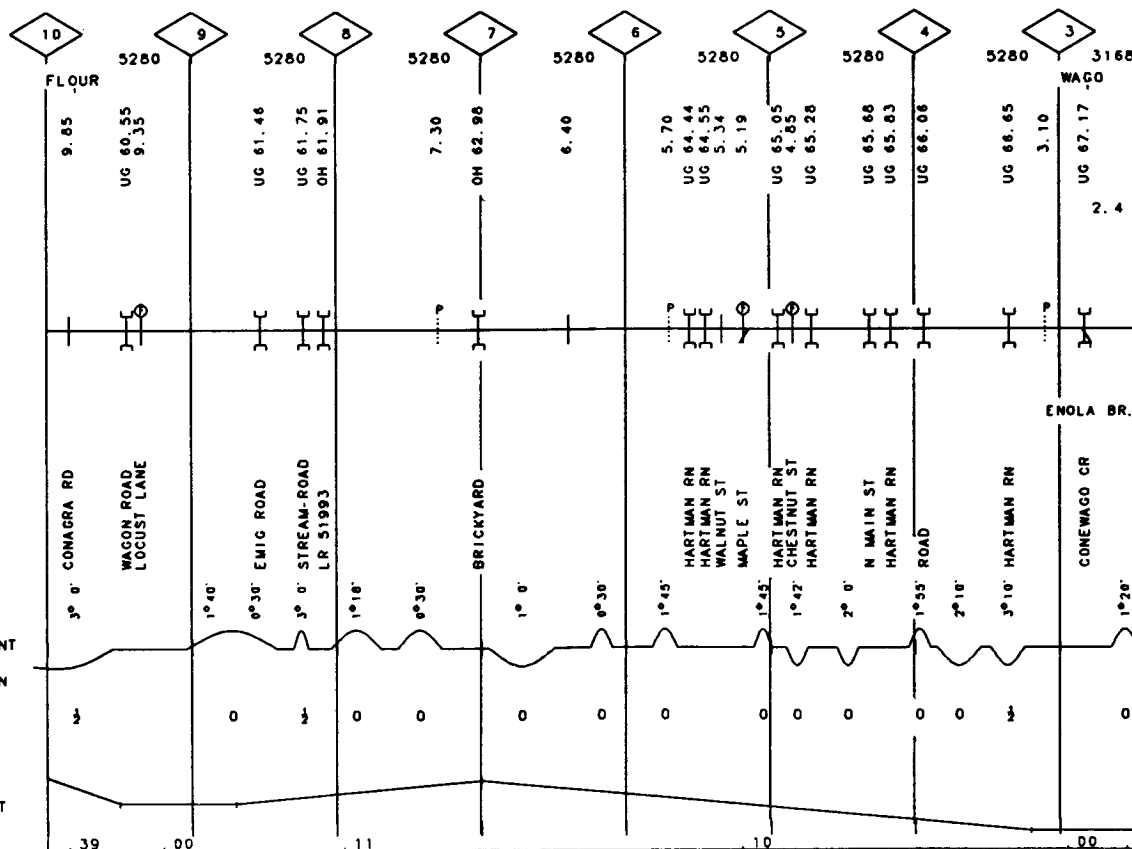 10 9 8 7 6 5 4 3
5280 5280 5280 5280 5280 5280 5280 3168
FLOUR WAGO
9.85
UG 60.55
9.35
UG 61.46
UG 61.75
OH 61.91
7.30
OH 62.98
6.40
5.70
UG 64.44
UG 64.55
5.34
5.19
UG 65.05
4.85
UG 65.28
UG 65.68
UG 65.83
UG 66.06
UG 66.65
3.10
UG 67.17
2.4
P P P
ENOLA BR.
CONAGRA RD
WAGON ROAD
LOCUST LANE
EMIG ROAD
STREAM-ROAD
LR 51993
BRICKYARD
HARTMAN RN
HARTMAN RN
WALNUT ST
MAPLE ST
HARTMAN RN
CHESTNUT ST
HARTMAN RN
N MAIN ST
HARTMAN RN
ROAD
HARTMAN RN
CONEWAGO CR
3° 0' 1°40' 0°30' 3° 0' 1°18' 0°30' 1° 0' 0°30' 1°45' 1°45' 1°42' 2° 0' 1°55' 2°10' 3°10' 1°20'
NT
N
½ 0 ½ 0 0 0 0 0 0 0 0 0 0 ½ 0
T
.39 .00 .11 .10 .00